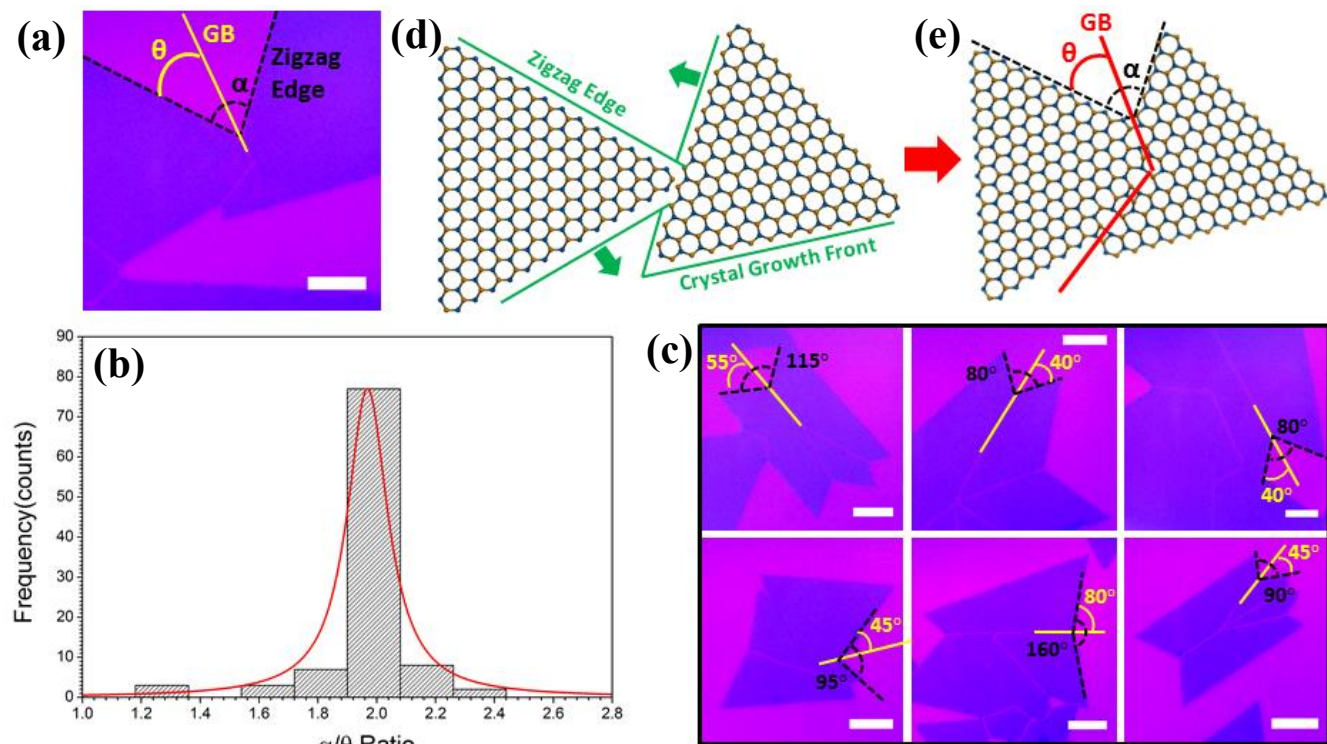 (a)
GB
θ
α
Zigzag
Edge
(d)
Zigzag Edge
Crystal Growth Front
(e)
GB
θ
α
(b)
Frequency(counts)
90
80
70
60
50
40
30
20
10
0
1.0 1.2 1.4 1.6 1.8 2.0 2.2 2.4 2.6 2.8
α/θ Ratio
(c)
55°
115°
80°
40°
80°
40°
45°
95°
80°
160°
45°
90°